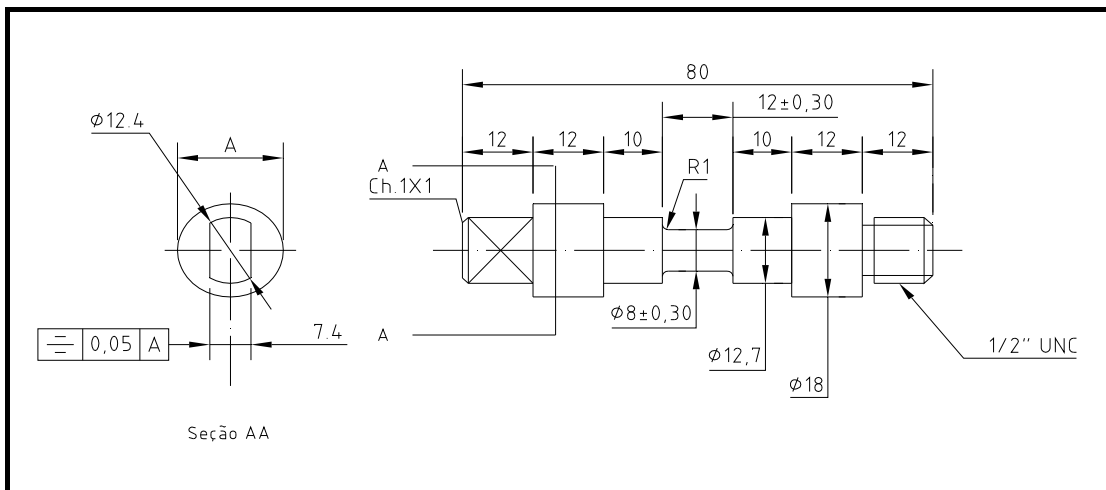 80
12±0,30
12
12
10
10
12
12
Ø12.4
A
A
Ch.1X1
R1
Ø8±0,30
A
7.4
⌯ 0,05 A
Ø12,7
Ø18
1/2” UNC
Seção AA